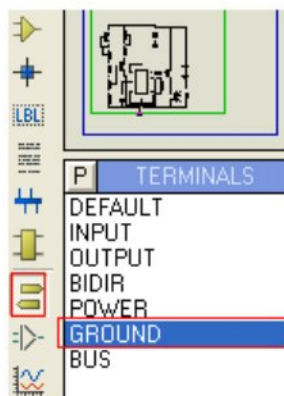 LBL
P TERMINALS
DEFAULT
INPUT
OUTPUT
BIDIR
POWER
GROUND
BUS